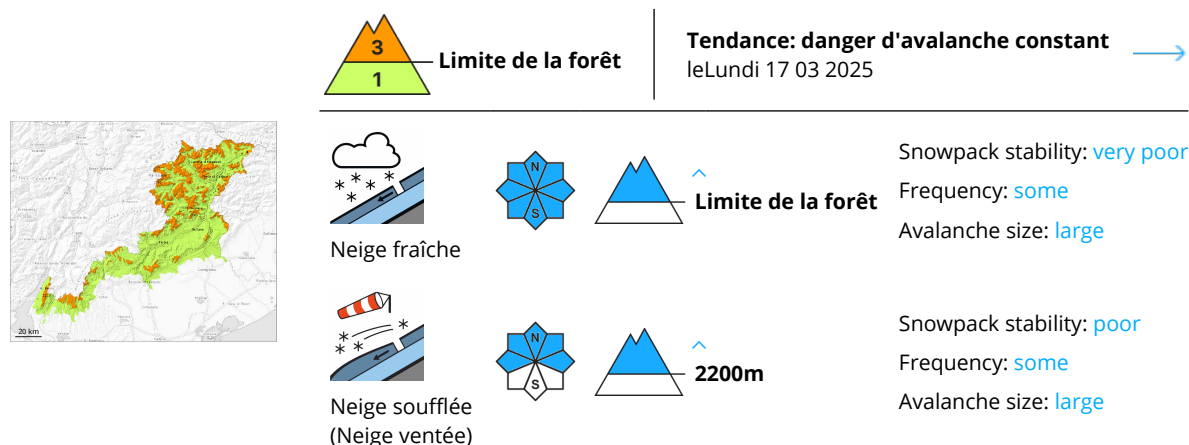 3
1
Limite de la forêt
Tendance: danger d'avalanche constant
leLundi 17 03 2025
20 km
N
S
Limite de la forêt
Snowpack stability: very poor
Frequency: some
Avalanche size: large
Neige fraîche
N
S
2200m
Snowpack stability: poor
Frequency: some
Avalanche size: large
Neige soufflée
(Neige ventée)